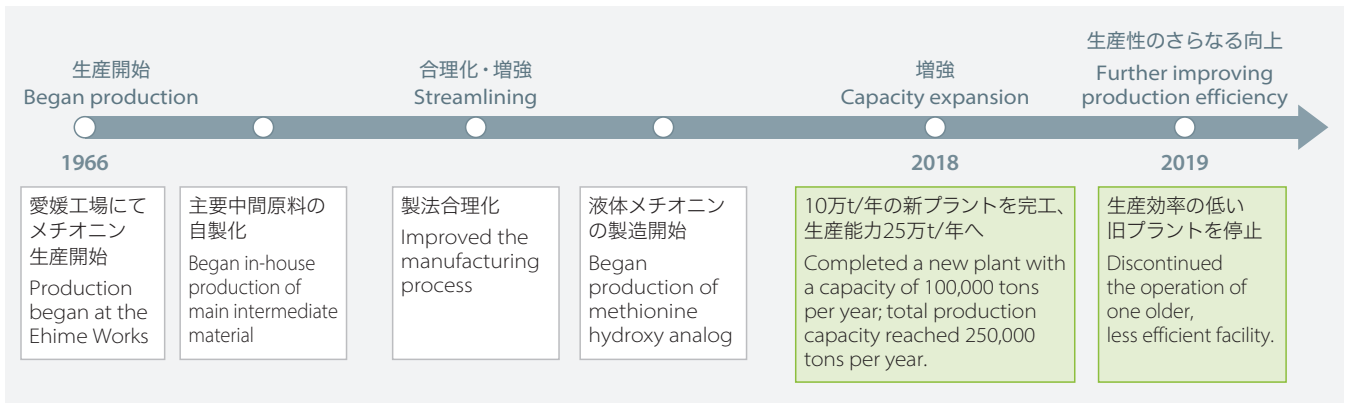 生産開始
Began production
合理化・増強
Streamlining
増強
Capacity expansion
生産性のさらなる向上
Further improving
production efficiency
1966
2018
2019
愛媛工場にて
メチオニン
生産開始
Production
began at the
Ehime Works
主要中間原料の
自製化
Began in-house
production of
main intermediate
material
製法合理化
Improved the
manufacturing
process
液体メチオニン
の製造開始
Began
production of
methionine
hydroxy analog
10万t/年の新プラントを完工、
生産能力25万t/年へ
Completed a new plant with
a capacity of 100,000 tons
per year; total production
capacity reached 250,000
tons per year.
生産効率の低い
旧プラントを停止
Discontinued
the operation of
one older,
less efficient facility.